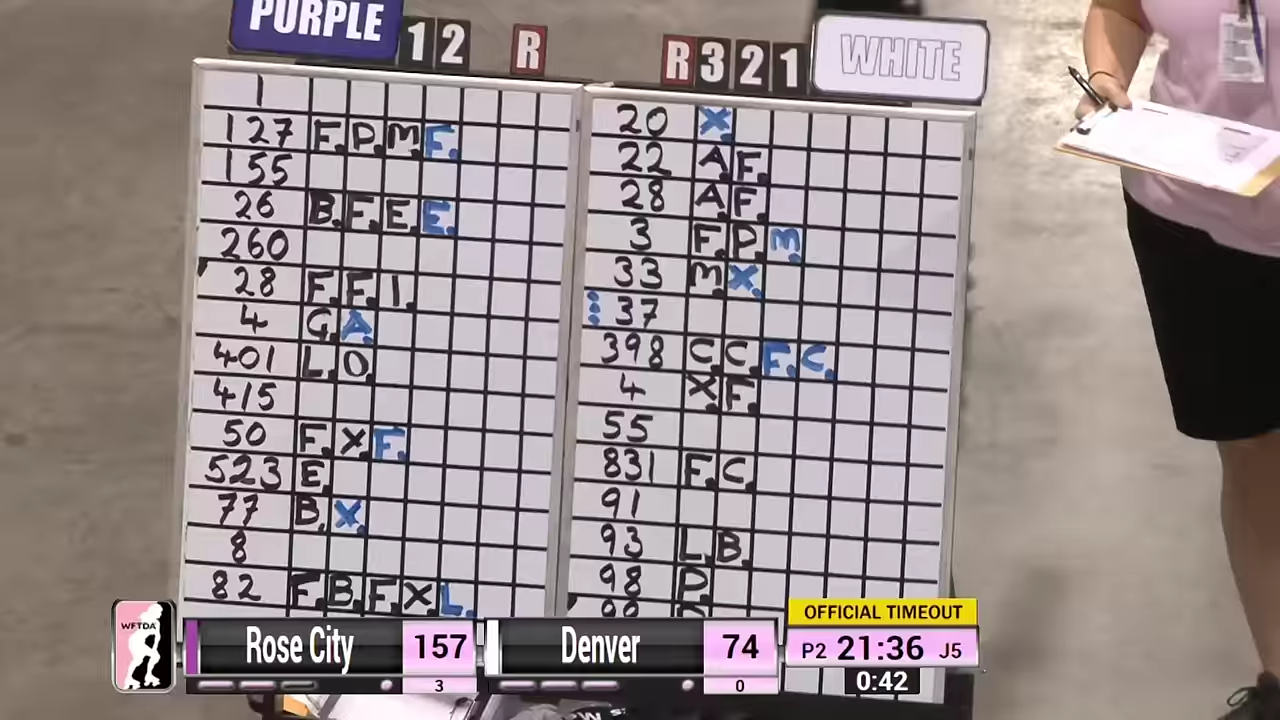 PURPLE 1 2 R
1
127 F. P. M. F.
155
26 B. F. E. E.
260
28 F. F. I.
4 G. A.
401 L. O.
415
50 F. X. F.
523 E.
77 B. X.
8
82 F. B. F. X. L.
R 3 2 1 WHITE
20 X.
22 A. F.
28 A. F.
3 F. P. M.
33 M. X.
37
398 C. C. F. C.
4 X. F.
55
831 F. C.
91
93 L. B.
98 P.
WFTDA
Rose City 157
3
Denver 74
0
OFFICIAL TIMEOUT
P2 21:36 J5
0:42